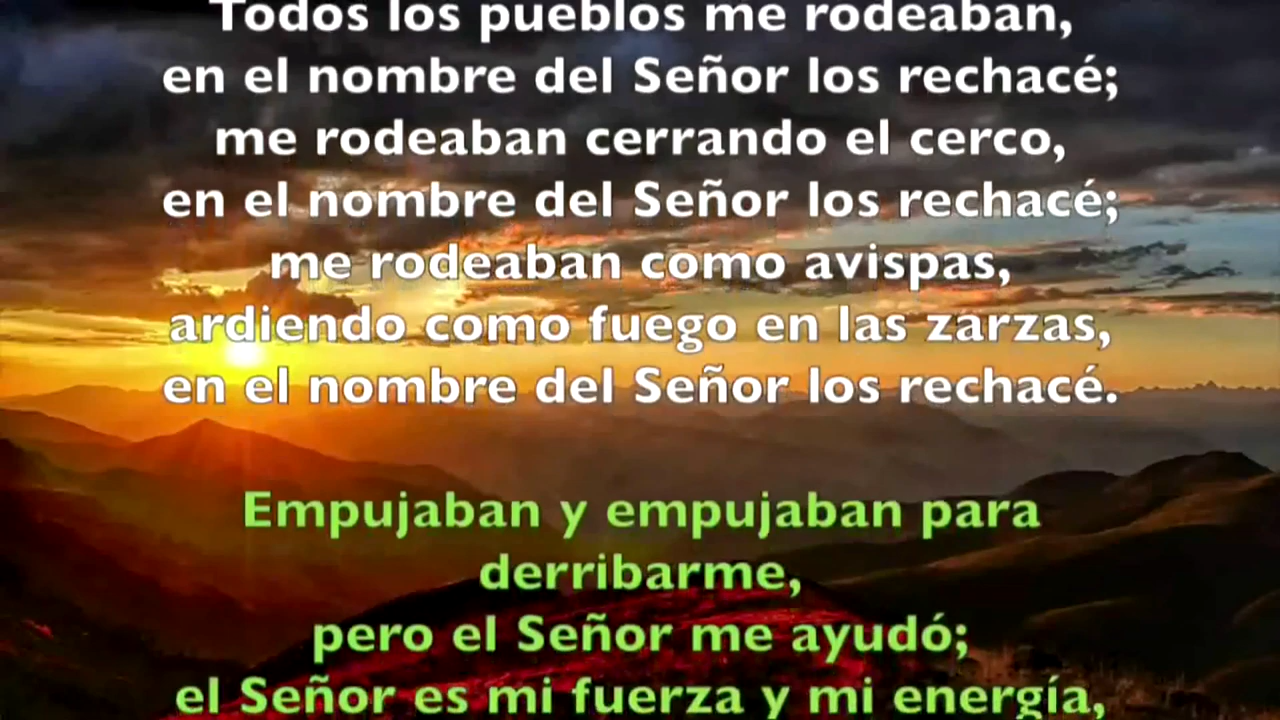 Todos los pueblos me rodeaban,
en el nombre del Señor los rechacé;
me rodeaban cerrando el cerco,
en el nombre del Señor los rechacé;
me rodeaban como avispas,
ardiendo como fuego en las zarzas,
en el nombre del Señor los rechacé.
Empujaban y empujaban para
derribarme,
pero el Señor me ayudó;
el Señor es mi fuerza y mi energía,